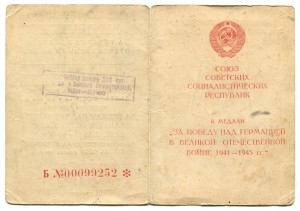 Б №00099252 *
СОЮЗ
СОВЕТСКИХ
СОЦИАЛИСТИЧЕСКИХ
РЕСПУБЛИК
К МЕДАЛИ
"ЗА ПОБЕДУ НАД ГЕРМАНИЕЙ
В ВЕЛИКОЙ ОТЕЧЕСТВЕННОЙ
ВОЙНЕ 1941—1945 гг."